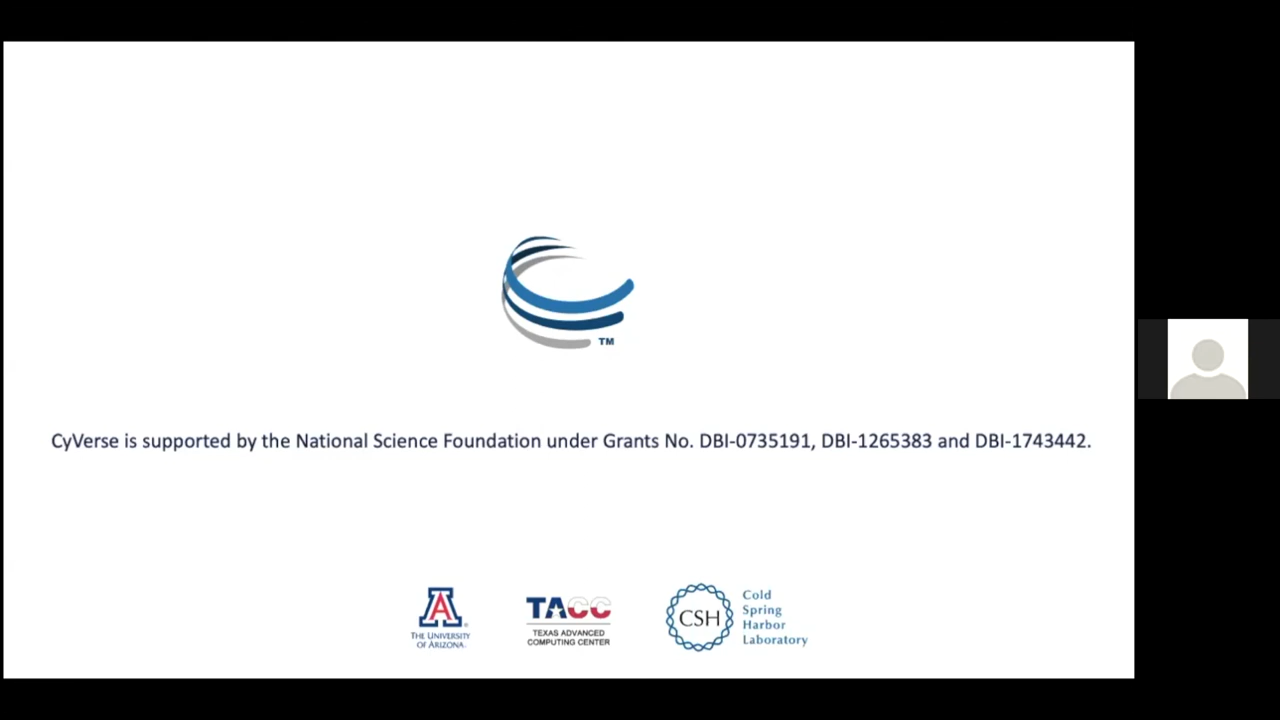 TM
CyVerse is supported by the National Science Foundation under Grants No. DBI-0735191, DBI-1265383 and DBI-1743442.
A
THE UNIVERSITY
OF ARIZONA
TACC
TEXAS ADVANCED
COMPUTING CENTER
CSH
Cold
Spring
Harbor
Laboratory